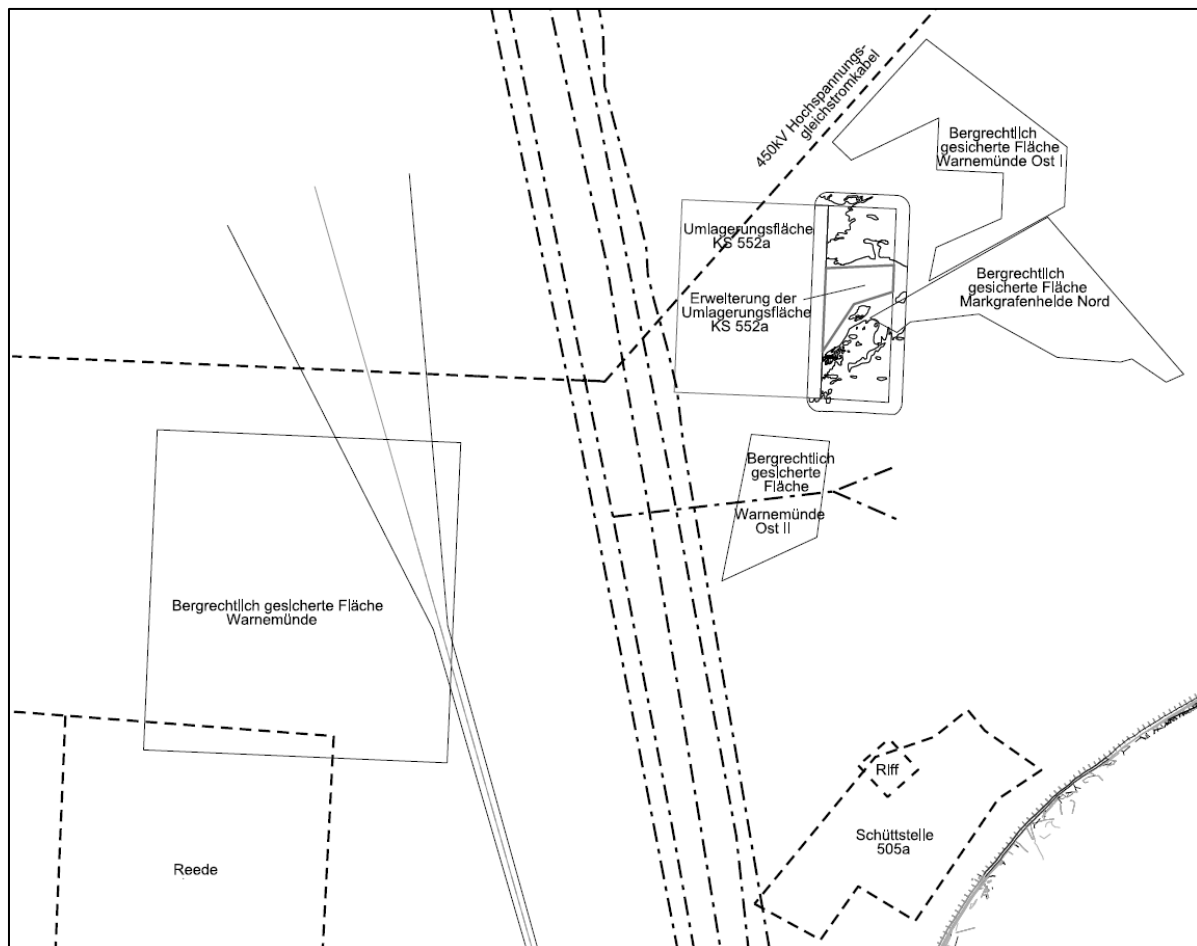 450kV Hochspannungs-
gleichstromkabel
Bergrechtlich
gesicherte Fläche
Warnemünde Ost I
Umlagerungsfläche
KS 552a
Erweiterung der
Umlagerungsfläche
KS 552a
Bergrechtlich
gesicherte Fläche
Markgrafenheide Nord
Bergrechtlich
gesicherte
Fläche
Warnemünde
Ost II
Bergrechtlich gesicherte Fläche
Warnemünde
Riff
Schüttstelle
505a
Reede